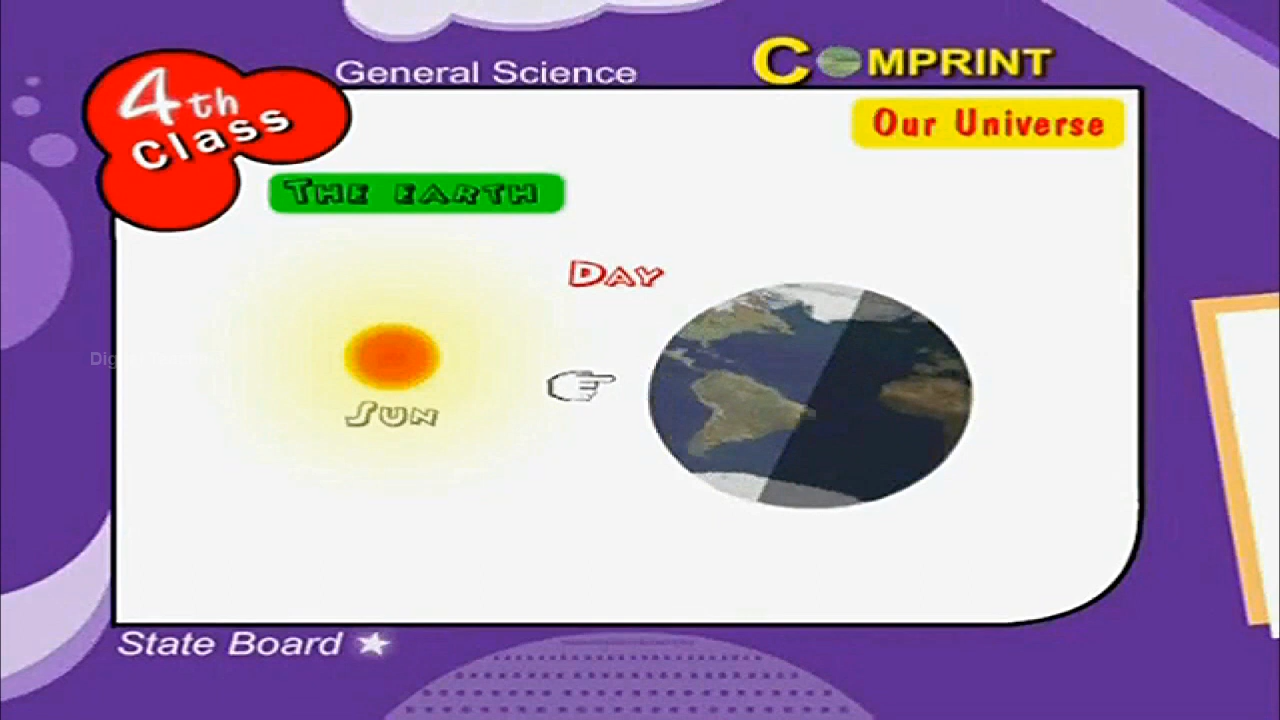 General Science
COMPRINT
4th
Class
Our Universe
THE EARTH
DAY
SUN
State Board